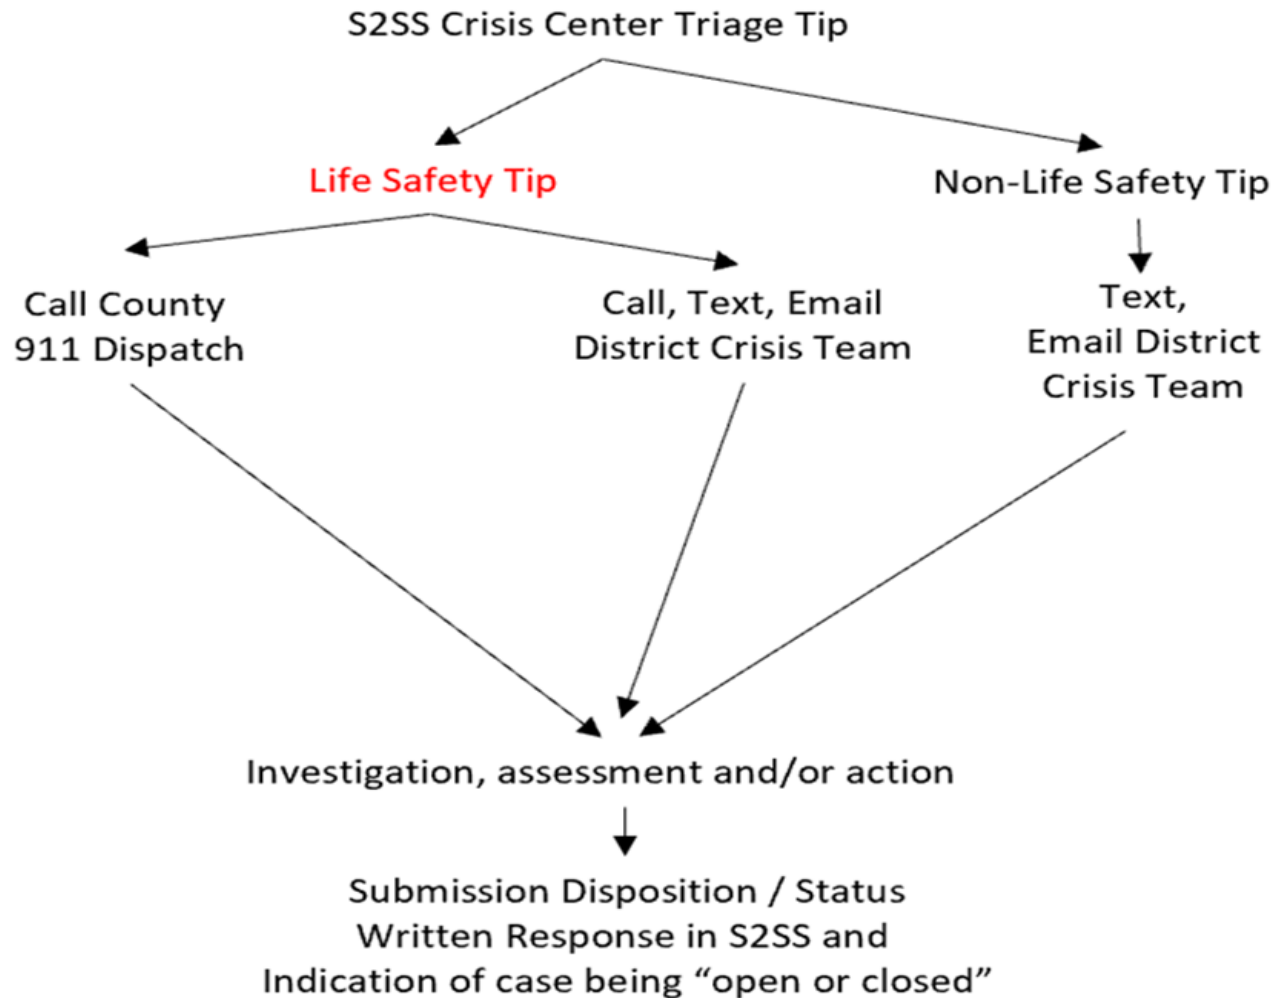 S2SS Crisis Center Triage Tip
Life Safety Tip
Non-Life Safety Tip
Call County
911 Dispatch
Call, Text, Email
District Crisis Team
Text,
Email District
Crisis Team
Investigation, assessment and/or action
Submission Disposition / Status
Written Response in S2SS and
Indication of case being “open or closed”